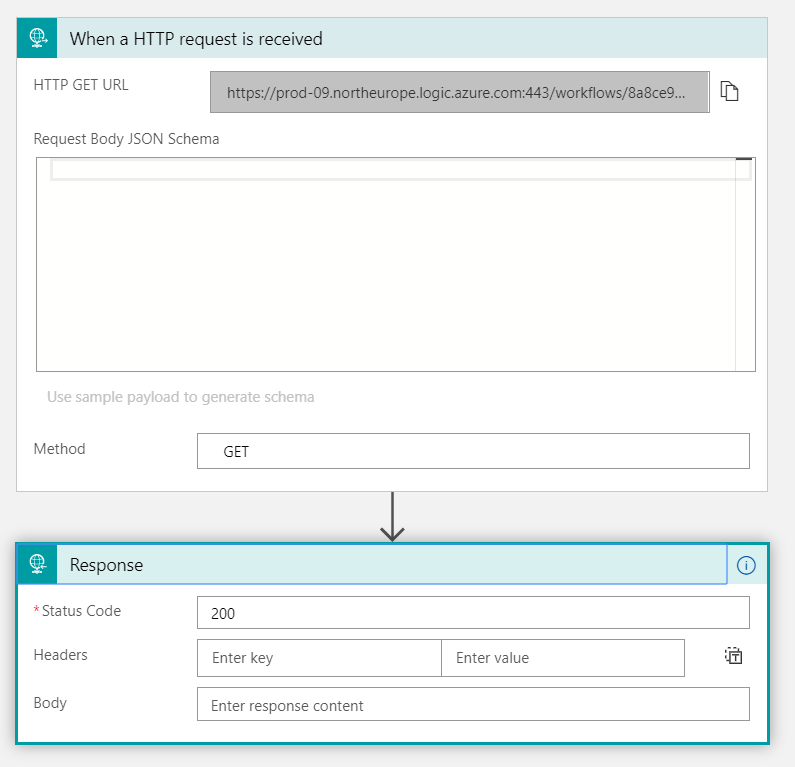 When a HTTP request is received
HTTP GET URL
https://prod-09.northeurope.logic.azure.com:443/workflows/8a8ce9...
Request Body JSON Schema
Use sample payload to generate schema
Method
GET
Response
* Status Code
200
Headers
Enter key
Enter value
Body
Enter response content